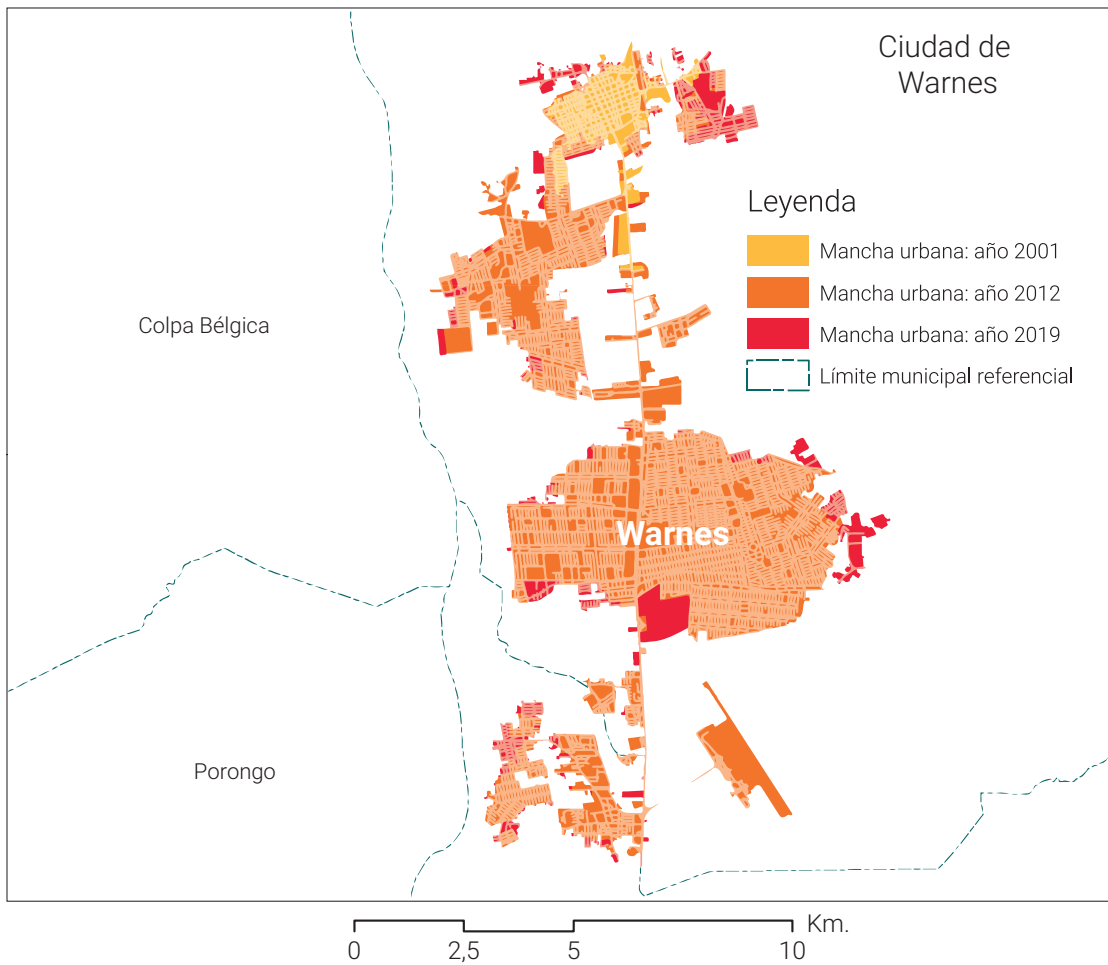 Ciudad de
Warnes
Leyenda
Mancha urbana: año 2001
Mancha urbana: año 2012
Mancha urbana: año 2019
Límite municipal referencial
Colpa Bélgica
Warnes
Porongo
Km.
0 2,5 5 10